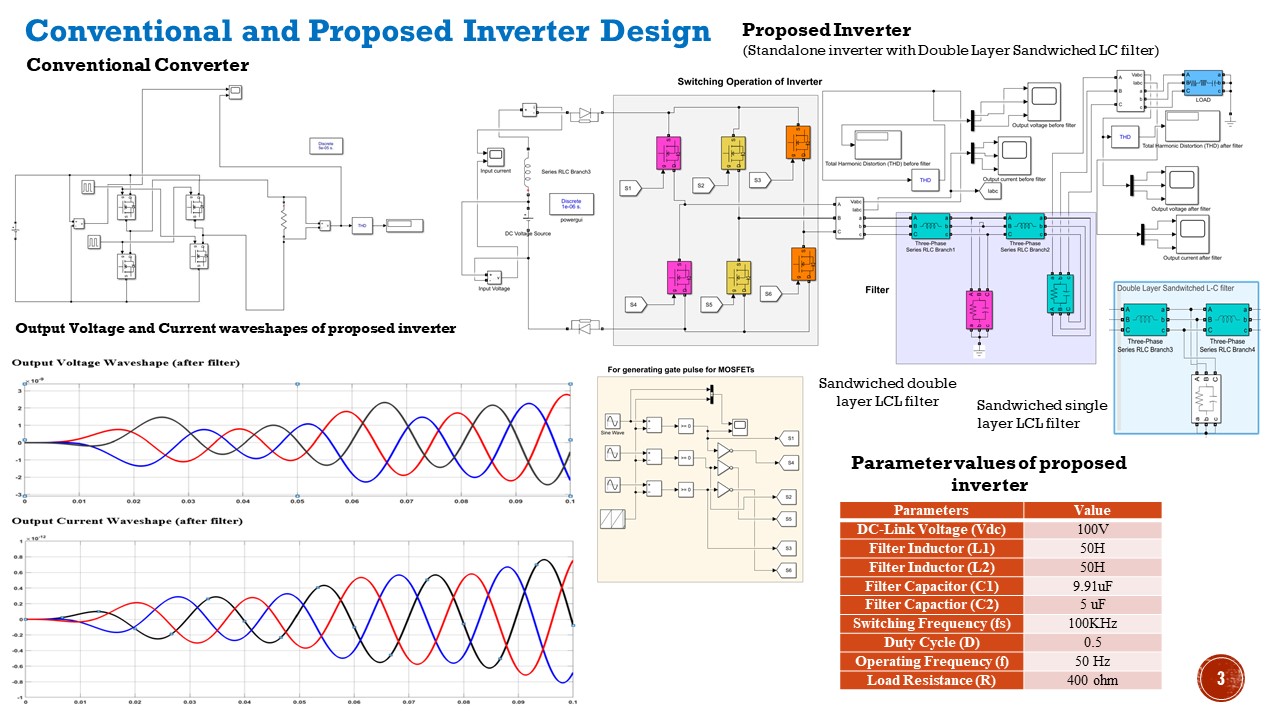 Conventional and Proposed Inverter Design
Proposed Inverter
(Standalone inverter with Double Layer Sandwiched LC filter)
Conventional Converter
Discrete
THD
Switching Operation of Inverter
Input current
Series RLC Branch3
Discrete
1e-06 s.
powergui
DC Voltage Source
Input Voltage
S1
S2
S3
S4
S5
S6
Total Harmonic Distortion (THD) before filter
THD
Output voltage before filter
Output current before filter
Iabc
Vabc
Iabc
A
B
C
a
b
c
LOAD
THD
Total Harmonic Distortion (THD) after filter
Output voltage after filter
Output current after filter
Vabc
Iabc
A
B
C
a
b
c
Three-Phase
Series RLC Branch1
Three-Phase
Series RLC Branch2
Filter
Double Layer Sandwitched L-C filter
Three-Phase
Series RLC Branch3
Three-Phase
Series RLC Branch4
Output Voltage and Current waveshapes of proposed inverter
Output Voltage Waveshape (after filter)
3
2
1
0
-1
-2
-3
0 0.01 0.02 0.03 0.04 0.05 0.06 0.07 0.08 0.09 0.1
Output Current Waveshape (after filter)
×10⁻¹²
1
0.8
0.6
0.4
0.2
0
-0.2
-0.4
-0.6
-0.8
-1
0 0.01 0.02 0.03 0.04 0.05 0.06 0.07 0.08 0.09 0.1
For generating gate pulse for MOSFETs
Sine Wave
>= 0
>= 0
>= 0
S1
S4
S2
S5
S3
S6
Sandwiched double
layer LCL filter
Sandwiched single
layer LCL filter
Parameter values of proposed
inverter
Parameters Value
DC-Link Voltage (Vdc) 100V
Filter Inductor (L1) 50H
Filter Inductor (L2) 50H
Filter Capacitor (C1) 9.91uF
Filter Capactior (C2) 5 uF
Switching Frequency (fs) 100KHz
Duty Cycle (D) 0.5
Operating Frequency (f) 50 Hz
Load Resistance (R) 400 ohm
3